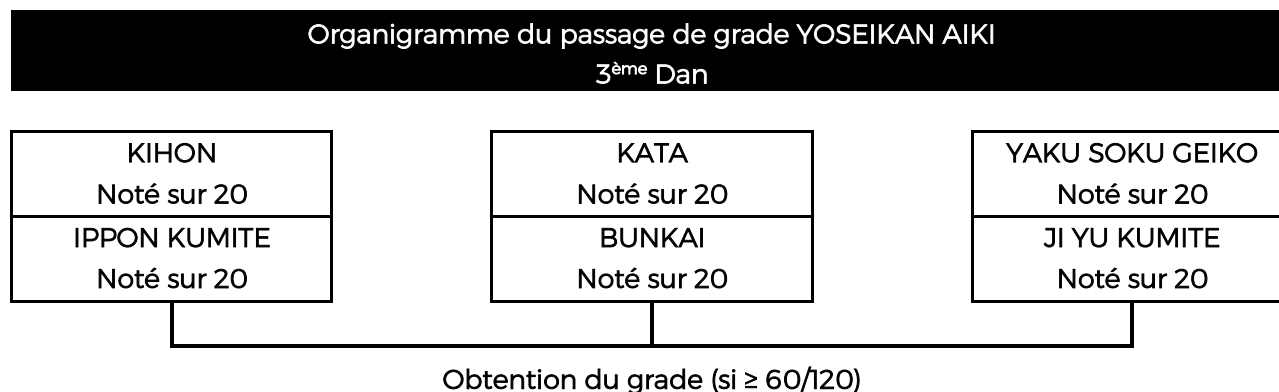 Organigramme du passage de grade YOSEIKAN AIKI
3ème Dan
KIHON
Noté sur 20
IPPON KUMITE
Noté sur 20
KATA
Noté sur 20
BUNKAI
Noté sur 20
YAKU SOKU GEIKO
Noté sur 20
JI YU KUMITE
Noté sur 20
Obtention du grade (si ≥ 60/120)